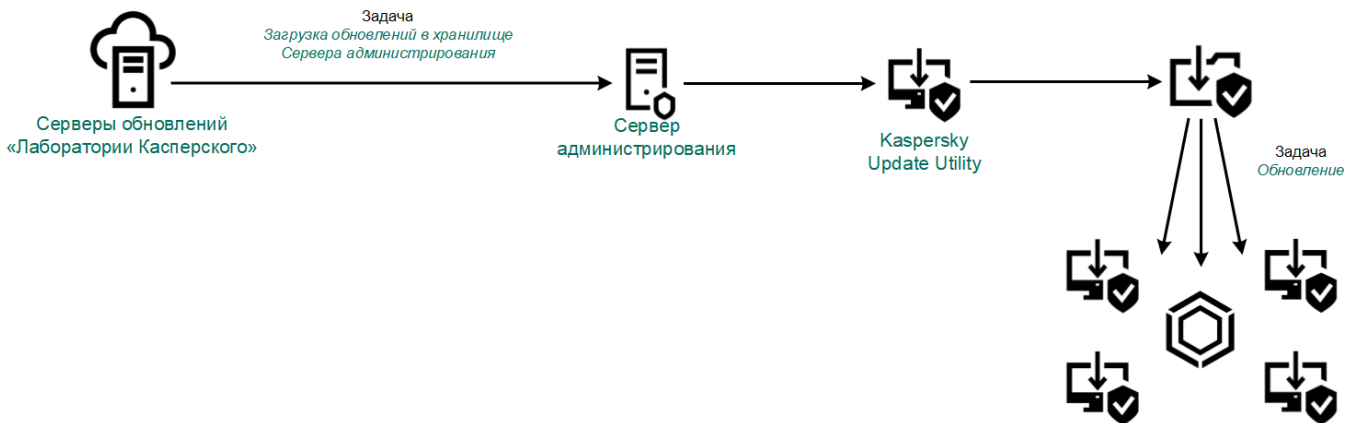 Задача
Загрузка обновлений в хранилище
Сервера администрирования
Серверы обновлений
«Лаборатории Касперского»
Сервер
администрирования
Kaspersky
Update Utility
Задача
Обновление